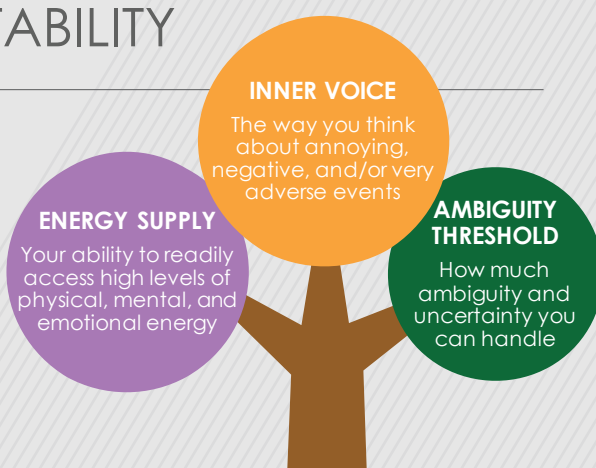 TABILITY
INNER VOICE
The way you think
about annoying,
negative, and/or very
adverse events
ENERGY SUPPLY
Your ability to readily
access high levels of
physical, mental, and
emotional energy
AMBIGUITY
THRESHOLD
How much
ambiguity and
uncertainty you
can handle